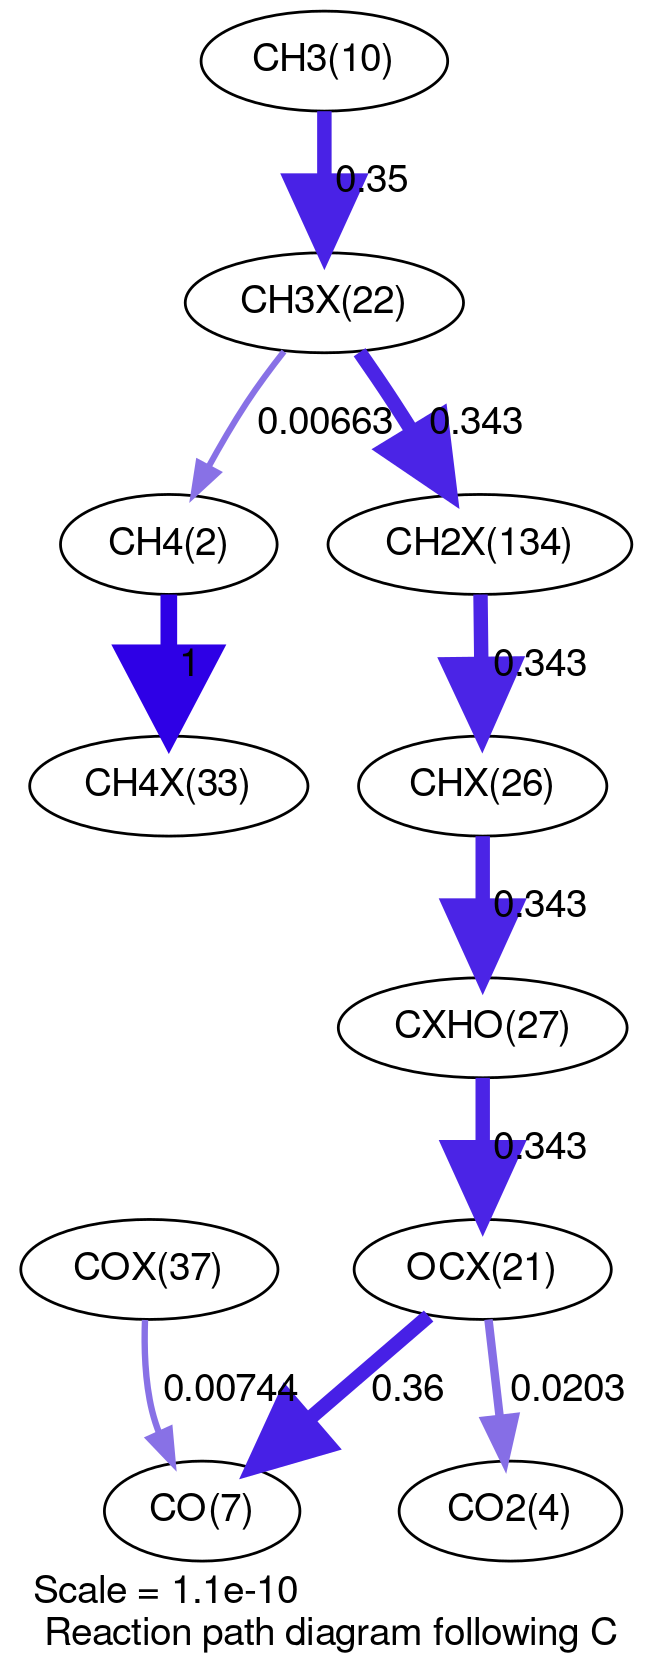 CH3(10)
0.35
CH3X(22)
0.00663
0.343
CH4(2)
CH2X(134)
1
0.343
CH4X(33)
CHX(26)
0.343
CXHO(27)
0.343
COX(37)
OCX(21)
0.00744
0.36
0.0203
CO(7)
CO2(4)
Scale = 1.1e-10
Reaction path diagram following C